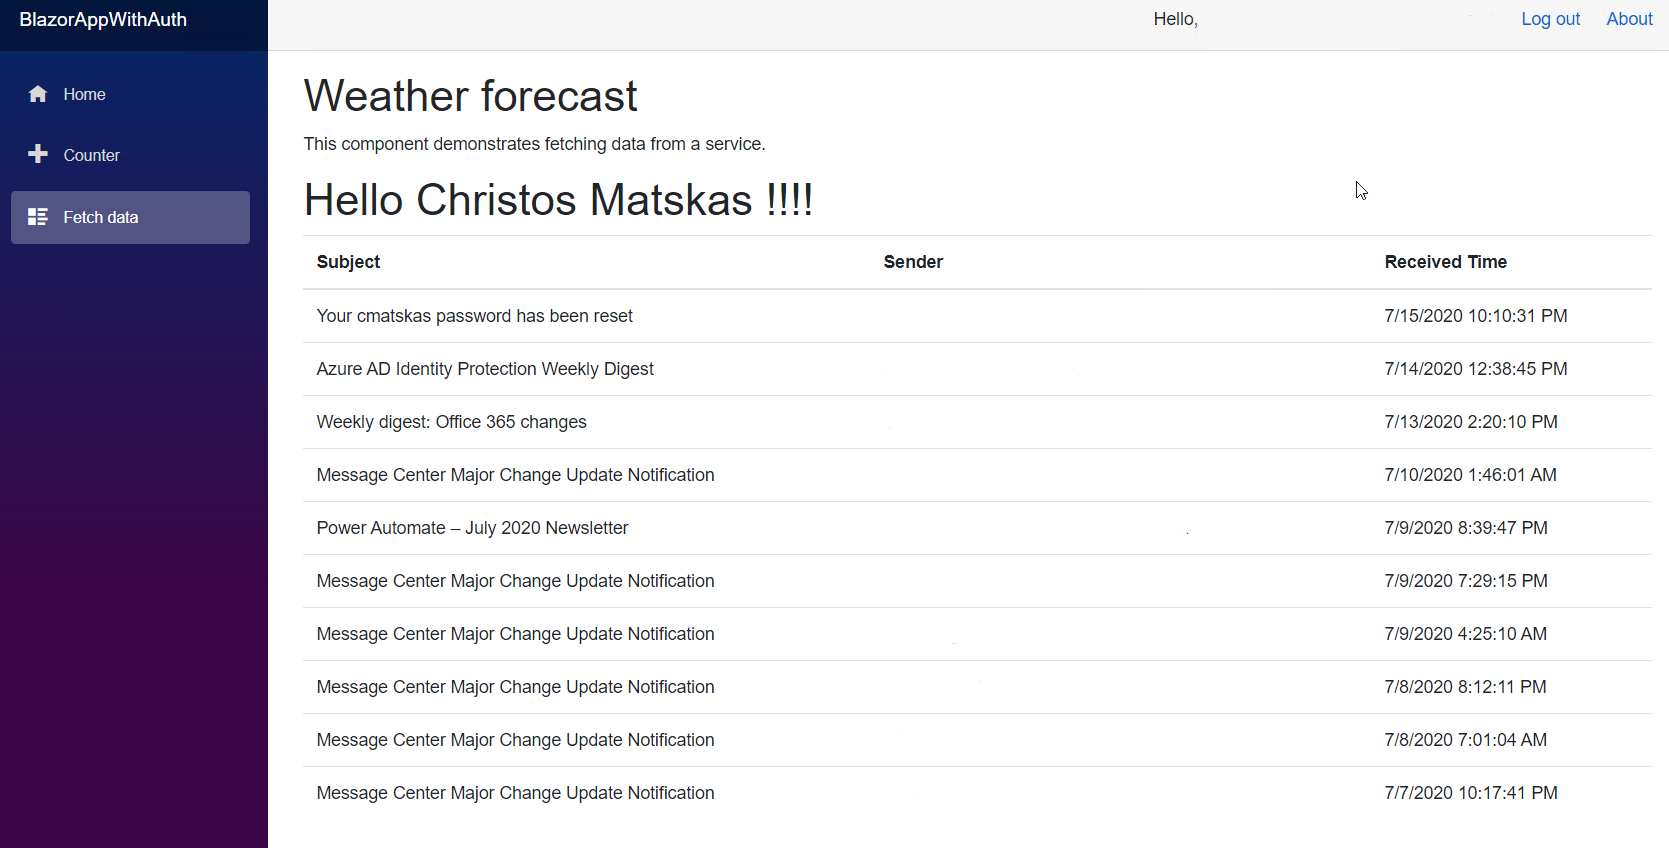 BlazorAppWithAuth
Hello,
Log out
About
Home
Counter
Fetch data
Weather forecast
This component demonstrates fetching data from a service.
Hello Christos Matskas !!!!
Subject Sender Received Time
Your cmatskas password has been reset 7/15/2020 10:10:31 PM
Azure AD Identity Protection Weekly Digest 7/14/2020 12:38:45 PM
Weekly digest: Office 365 changes 7/13/2020 2:20:10 PM
Message Center Major Change Update Notification 7/10/2020 1:46:01 AM
Power Automate – July 2020 Newsletter 7/9/2020 8:39:47 PM
Message Center Major Change Update Notification 7/9/2020 7:29:15 PM
Message Center Major Change Update Notification 7/9/2020 4:25:10 AM
Message Center Major Change Update Notification 7/8/2020 8:12:11 PM
Message Center Major Change Update Notification 7/8/2020 7:01:04 AM
Message Center Major Change Update Notification 7/7/2020 10:17:41 PM